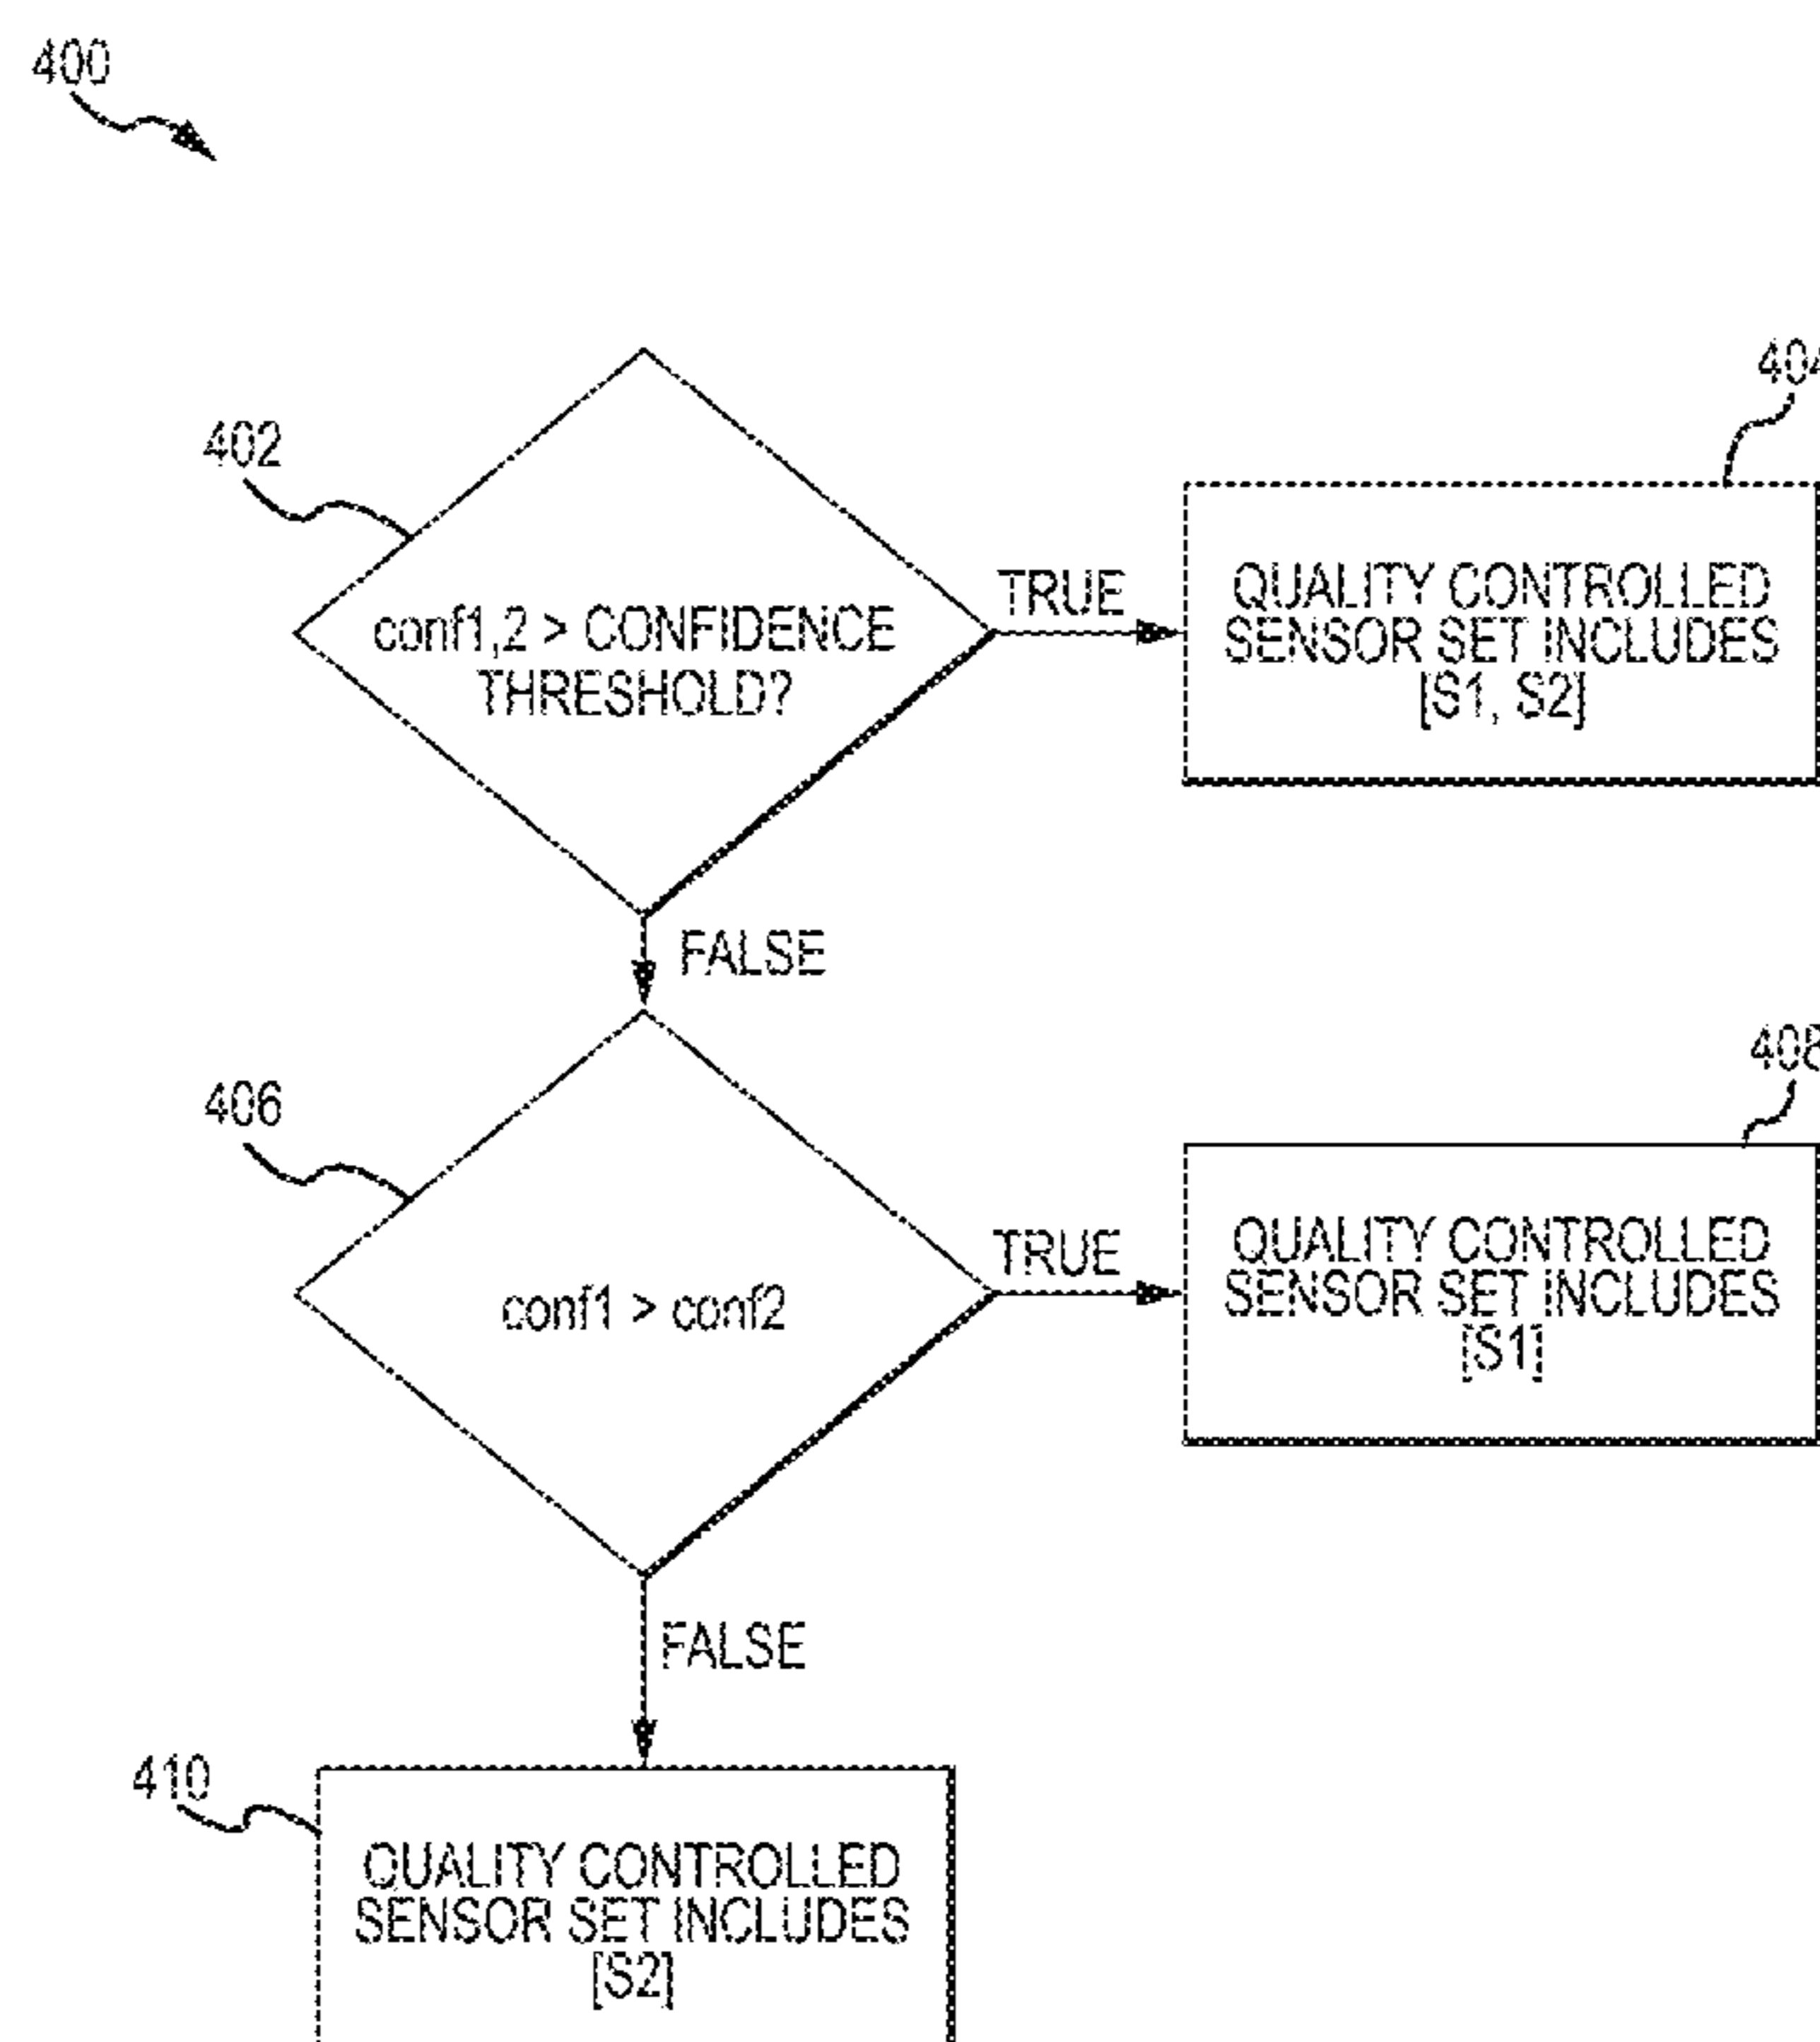 400
402
404
conf1,2 > CONFIDENCE
THRESHOLD?
TRUE
QUALITY CONTROLLED
SENSOR SET INCLUDES
[S1, S2]
FALSE
406
408
conf1 > conf2
TRUE
QUALITY CONTROLLED
SENSOR SET INCLUDES
[S1]
FALSE
410
QUALITY CONTROLLED
SENSOR SET INCLUDES
[S2]